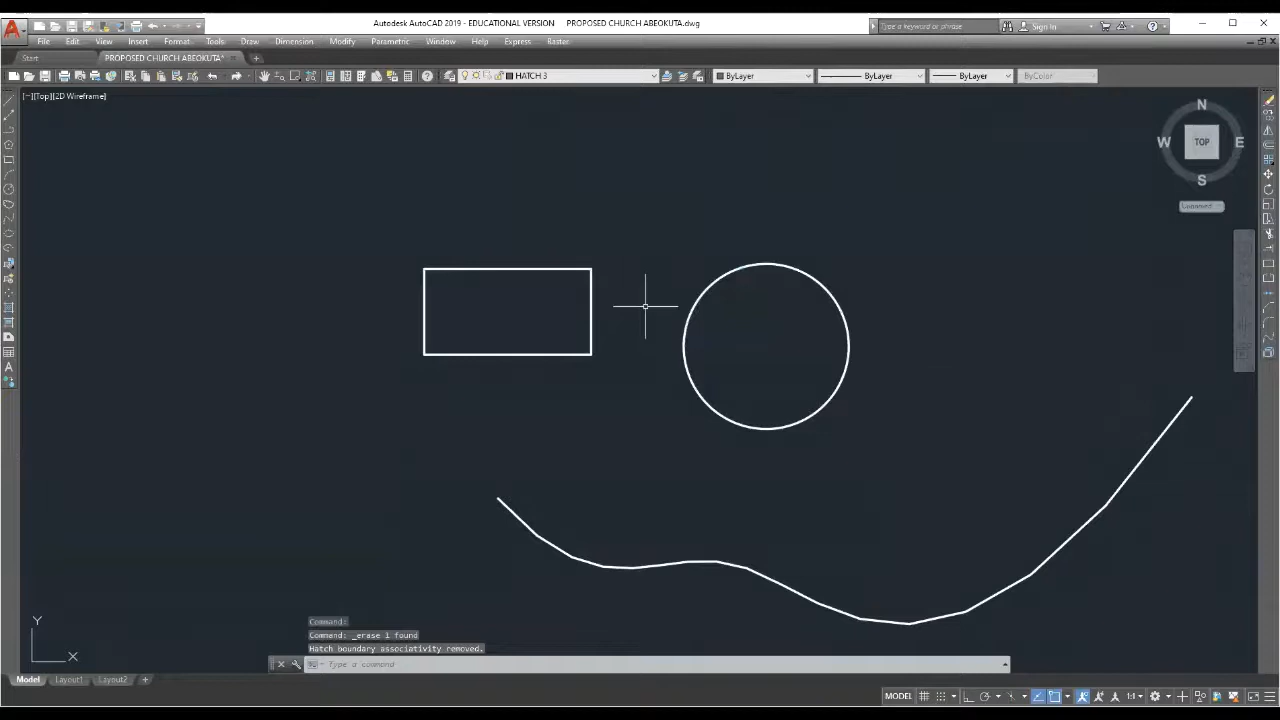 Autodesk AutoCAD 2019 - EDUCATIONAL VERSION PROPOSED CHURCH ABEOKUTA.dwg
Type a keyword or phrase
Sign In
File Edit View Insert Format Tools Draw Dimension Modify Parametric Window Help Express Raster
Start PROPOSED CHURCH ABEOKUTA*
HATCH 3 ByLayer ByLayer ByLayer ByColor
[−][Top][2D Wireframe]
N
W TOP E
S
Unnamed
Y
X
Command:
Command: _erase 1 found
Hatch boundary associativity removed.
Type a command
Model Layout1 Layout2 +
MODEL 1:1